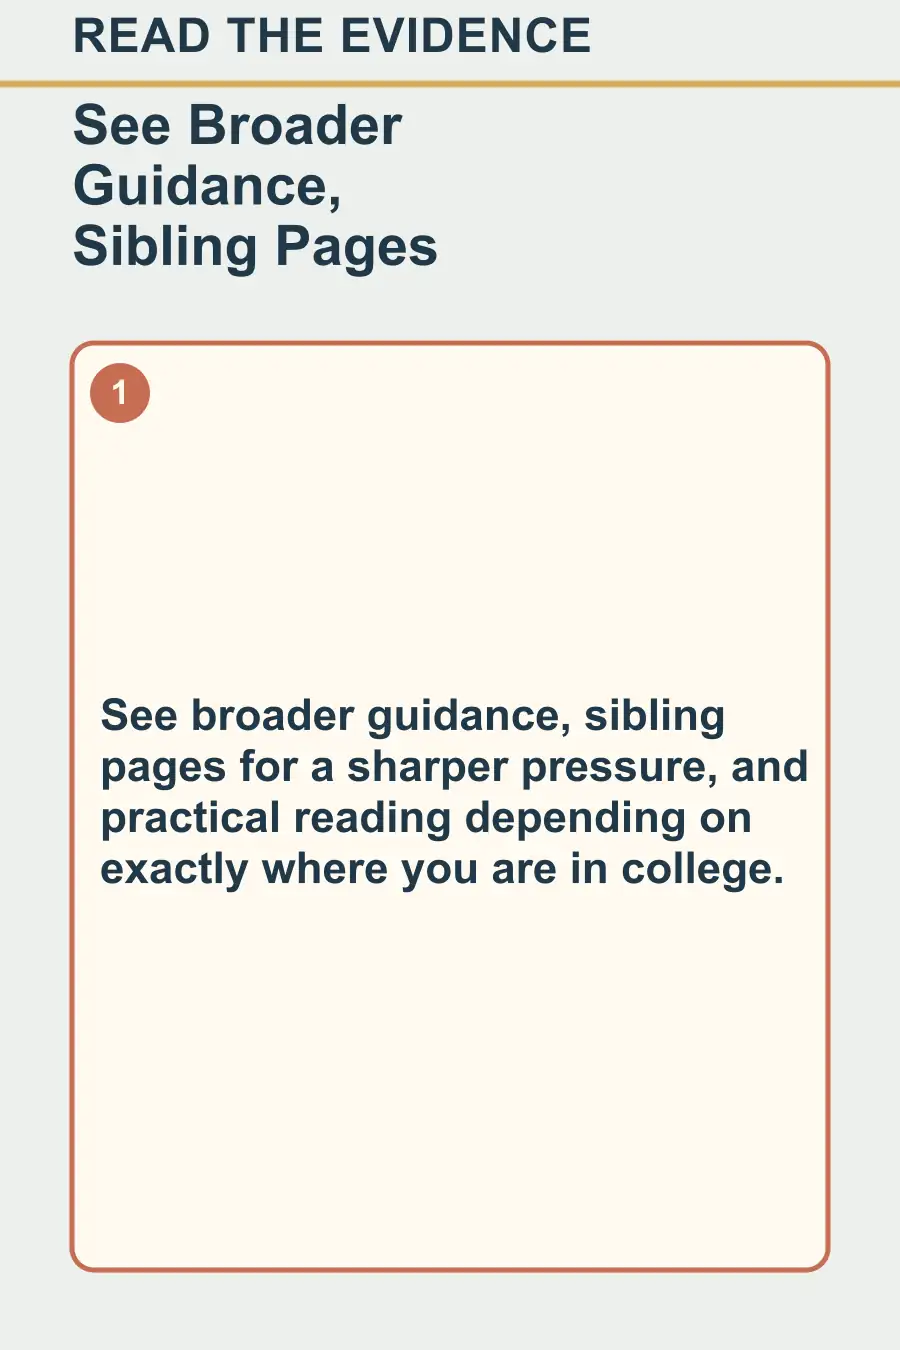 READ THE EVIDENCE
See Broader
Guidance,
Sibling Pages
1
See broader guidance, sibling
pages for a sharper pressure, and
practical reading depending on
exactly where you are in college.